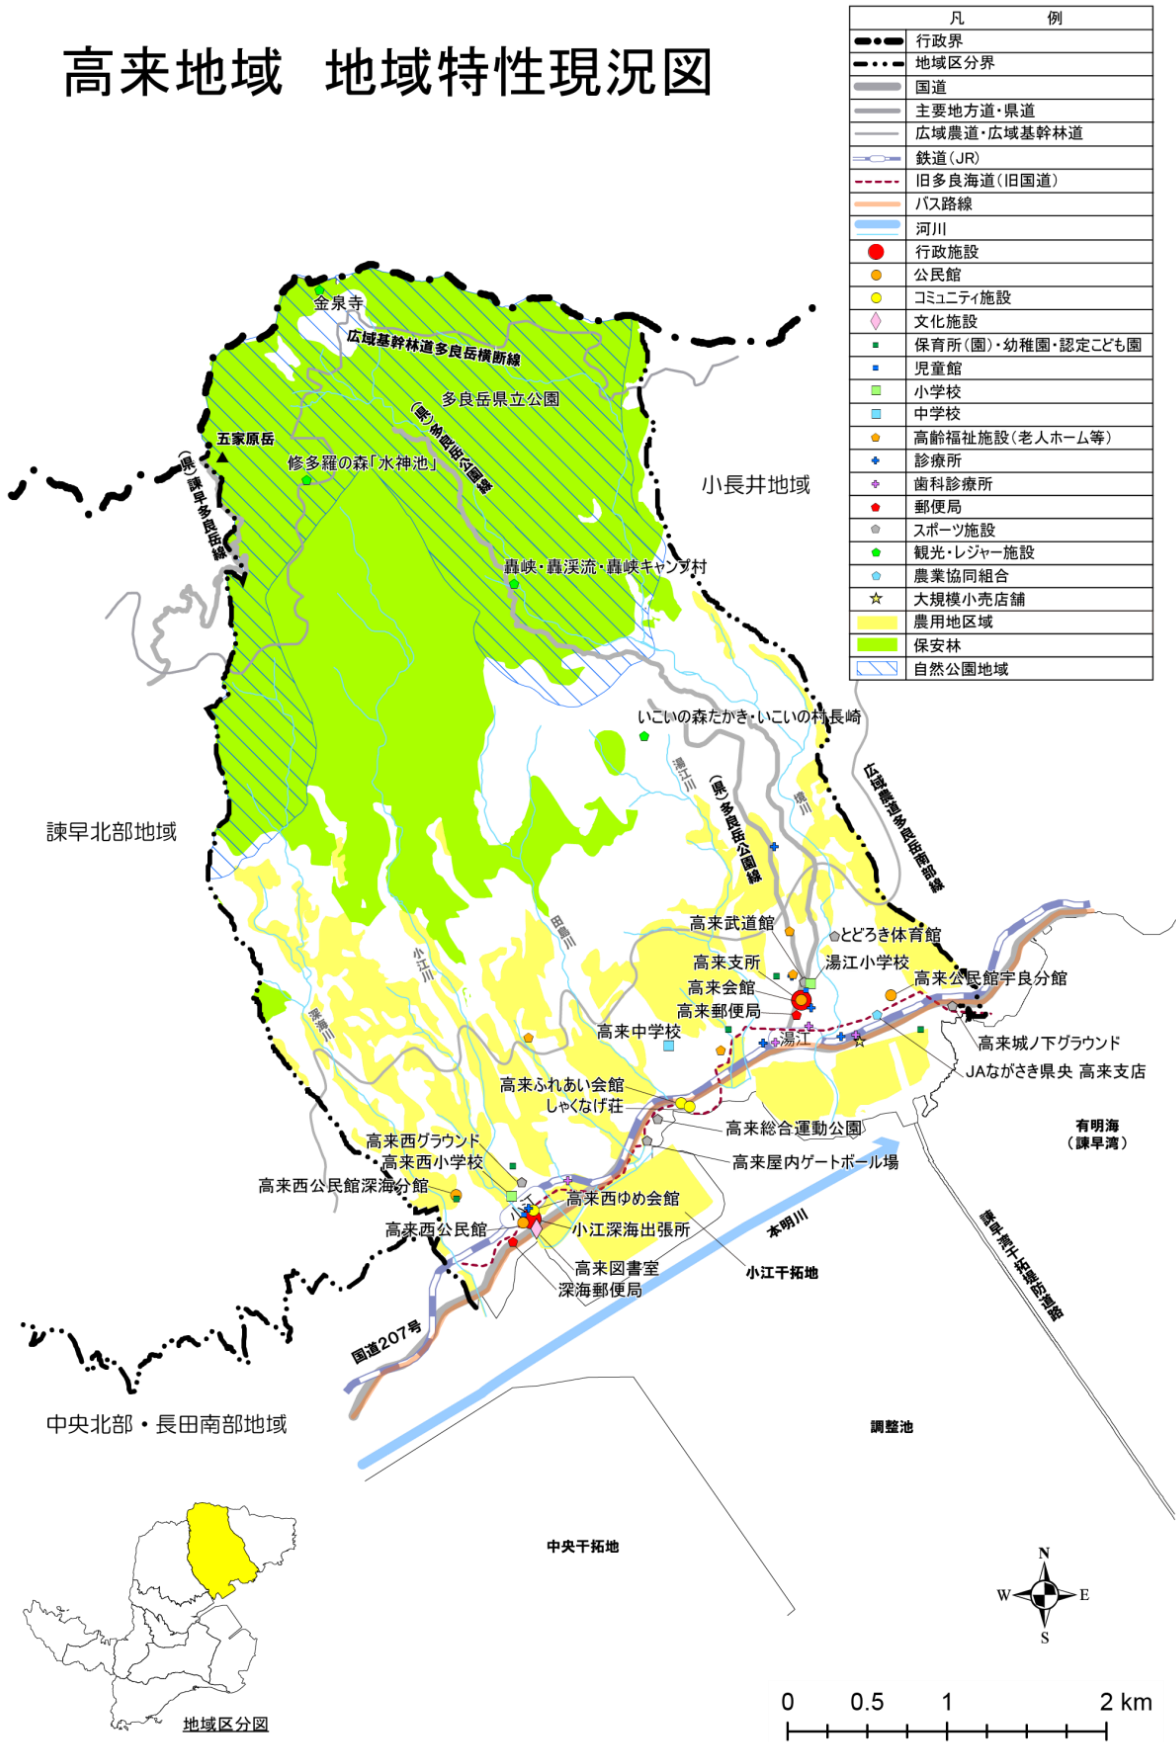 高来地域 地域特性現況図
凡 例
行政界
地域区分界
国道
主要地方道・県道
広域農道・広域基幹林道
鉄道(JR)
旧多良海道(旧国道)
バス路線
河川
行政施設
公民館
コミュニティ施設
文化施設
保育所(園)・幼稚園・認定こども園
児童館
小学校
中学校
高齢福祉施設(老人ホーム等)
診療所
歯科診療所
郵便局
スポーツ施設
観光・レジャー施設
農業協同組合
大規模小売店舗
農用地区域
保安林
自然公園地域
金泉寺
広域基幹林道多良岳横断線
多良岳県立公園
(県)多良岳公園線
五家原岳
修多羅の森「水神池」
(県)諫早多良岳線
小長井地域
轟峡・轟渓流・轟峡キャンプ村
いこいの森たかき・いこいの村長崎
湯江川
境川
(県)多良岳公園線
広域農道多良岳南部線
諫早北部地域
高来武道館
とどろき体育館
田島川
小江川
深海川
高来支所
湯江小学校
高来会館
高来公民館宇良分館
高来郵便局
高来中学校
湯江
高来城ノ下グラウンド
JAながさき県央 高来支店
高来ふれあい会館
しゃくなげ荘
高来総合運動公園
有明海
(諫早湾)
高来西グラウンド
高来西小学校
高来屋内ゲートボール場
高来西公民館深海分館
小江
高来西ゆめ会館
高来西公民館
小江深海出張所
本明川
高来図書室
小江干拓地
深海郵便局
諫早湾干拓堤防道路
国道207号
中央北部・長田南部地域
調整池
中央干拓地
地域区分図
N
W E
S
0 0.5 1 2 km